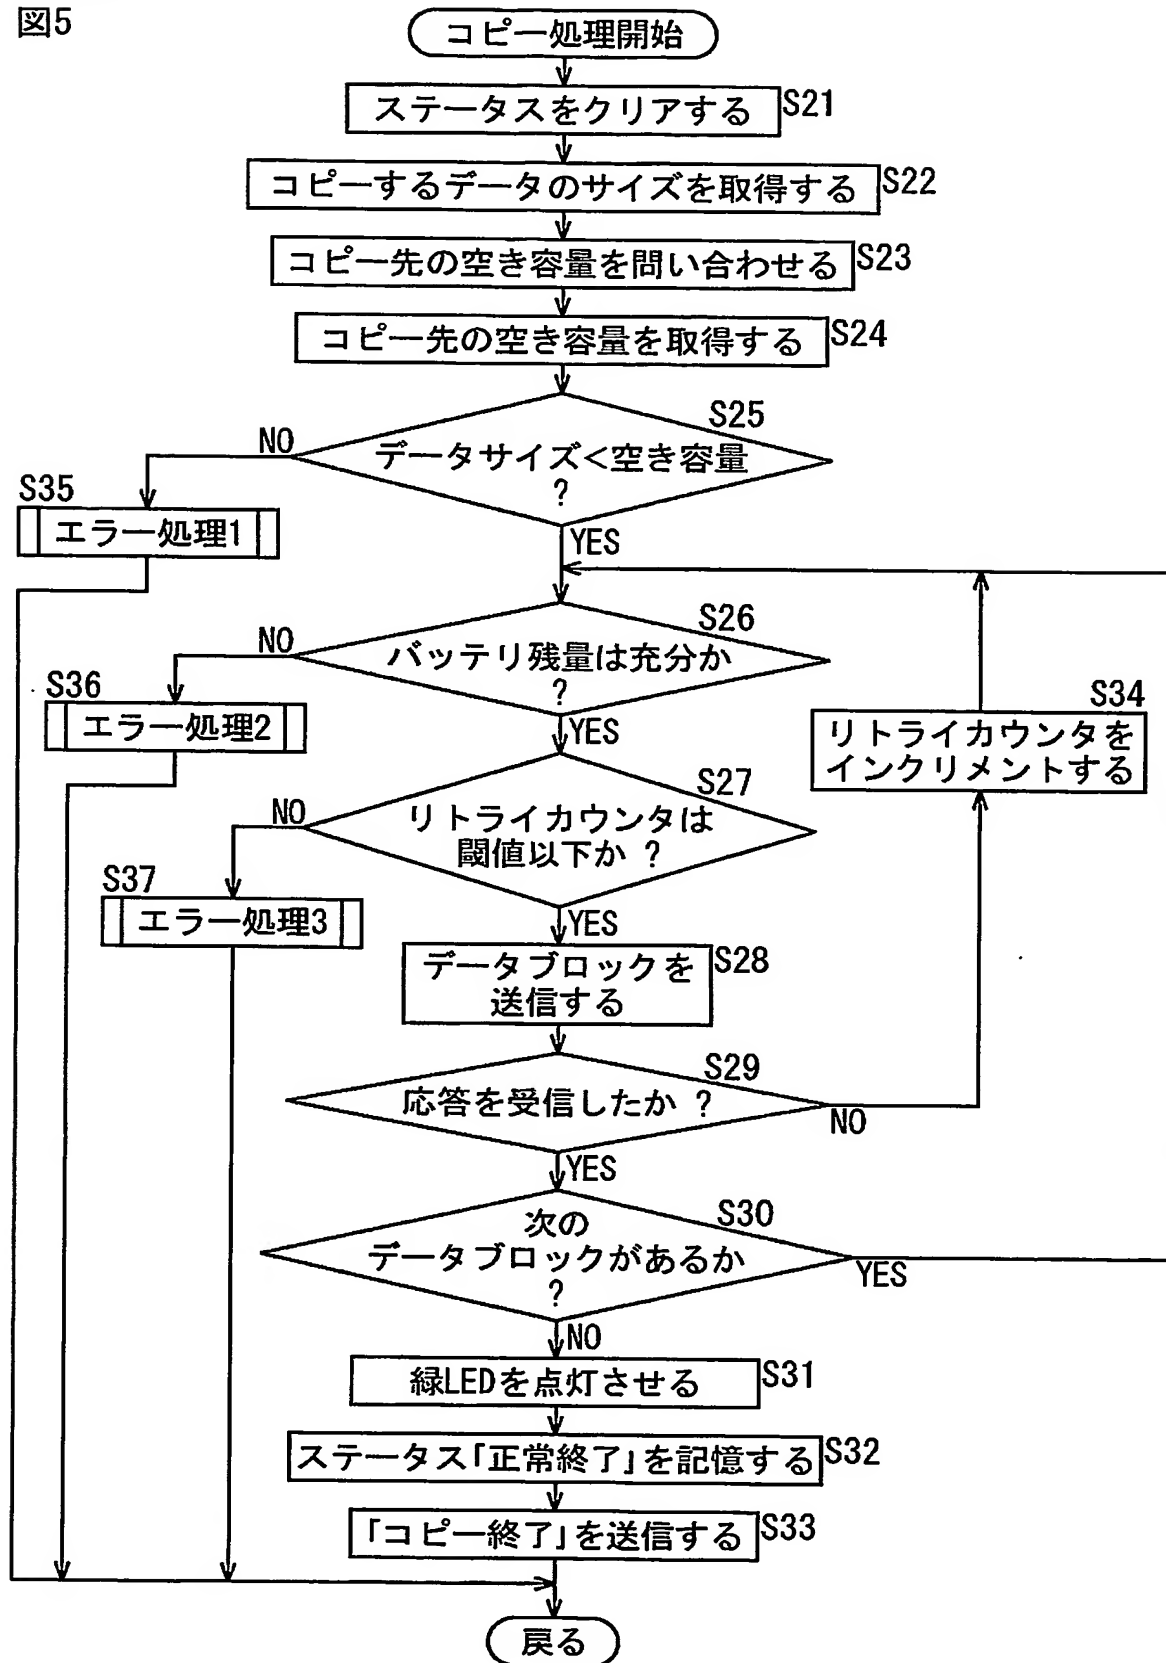 図5
コピー処理開始
ステータスをクリアする
S21
コピーするデータのサイズを取得する
S22
コピー先の空き容量を問い合わせる
S23
コピー先の空き容量を取得する
S24
S25
データサイズ<空き容量
?
NO
YES
S35
エラー処理1
S26
バッテリ残量は充分か
?
NO
YES
S36
エラー処理2
S34
リトライカウンタを
インクリメントする
S27
リトライカウンタは
閾値以下か ?
NO
YES
S37
エラー処理3
データブロックを
送信する
S28
S29
応答を受信したか ?
NO
YES
S30
次の
データブロックがあるか
?
YES
NO
緑LEDを点灯させる
S31
ステータス「正常終了」を記憶する
S32
「コピー終了」を送信する
S33
戻る